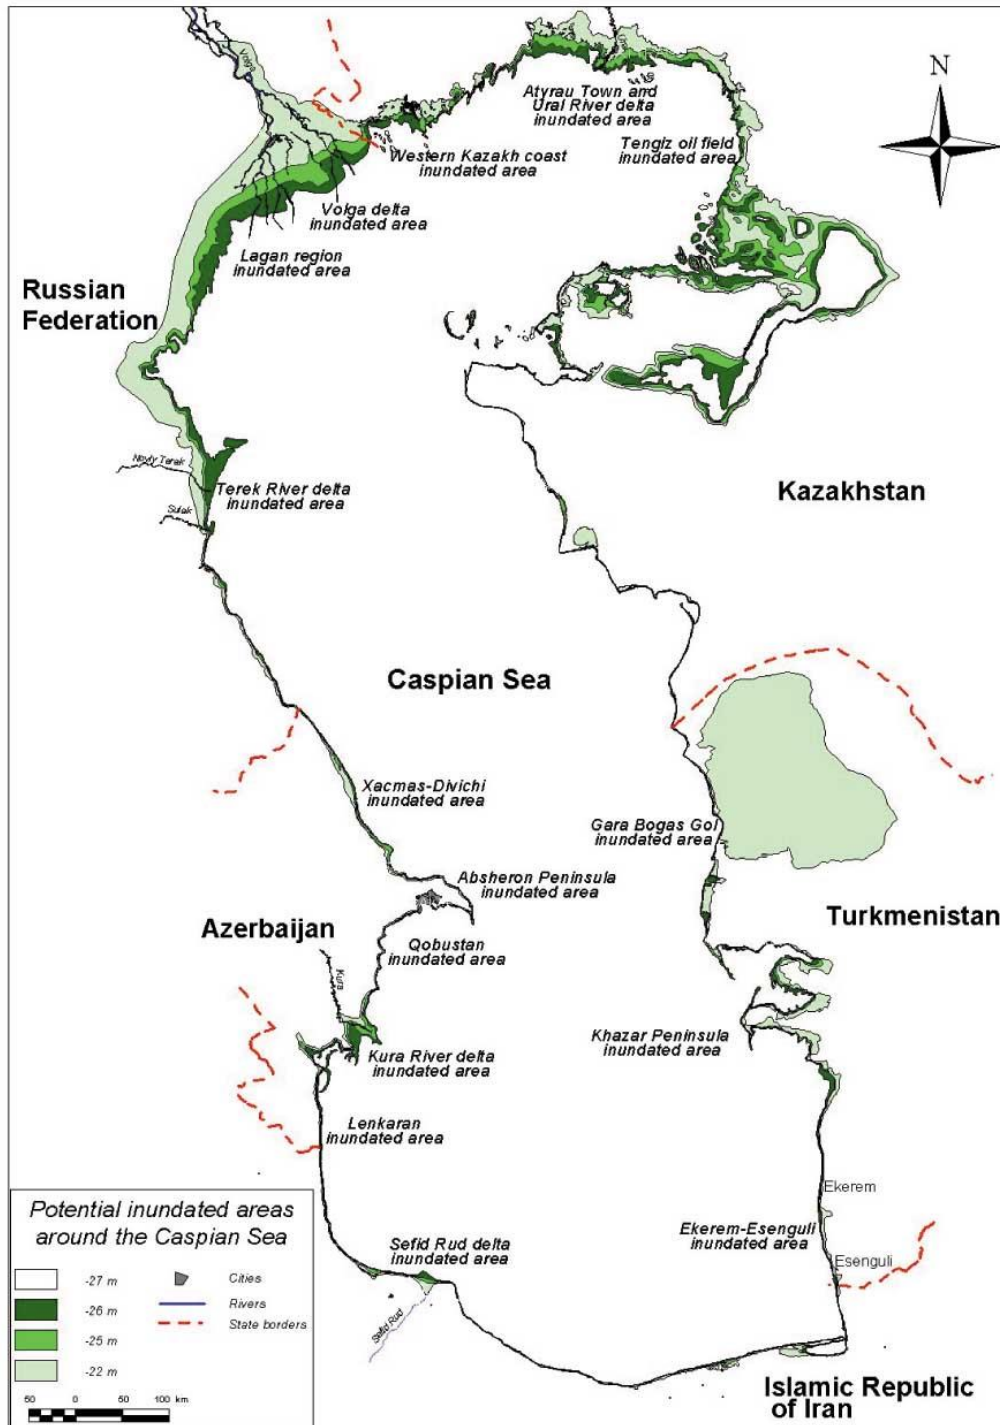 N
Volga
Ural
Atyrau Town and
Ural River delta
inundated area
Tengiz oil field
inundated area
Western Kazakh coast
inundated area
Volga delta
inundated area
Lagan region
inundated area
Russian
Federation
Novly Terek
Terek River delta
inundated area
Sulak
Kazakhstan
Caspian Sea
Xacmas-Divichi
inundated area
Gara Bogas Gol
inundated area
Absheron Peninsula
inundated area
Azerbaijan
Turkmenistan
Qobustan
inundated area
Kura
Khazar Peninsula
inundated area
Kura River delta
inundated area
Lenkaran
inundated area
Ekerem
Ekerem-Esenguli
inundated area
Esenguli
Sefid Rud delta
inundated area
Sefid Rud
Islamic Republic
of Iran
Potential inundated areas
around the Caspian Sea
-27 m
-26 m
-25 m
-22 m
Cities
Rivers
State borders
50 0 50 100 km